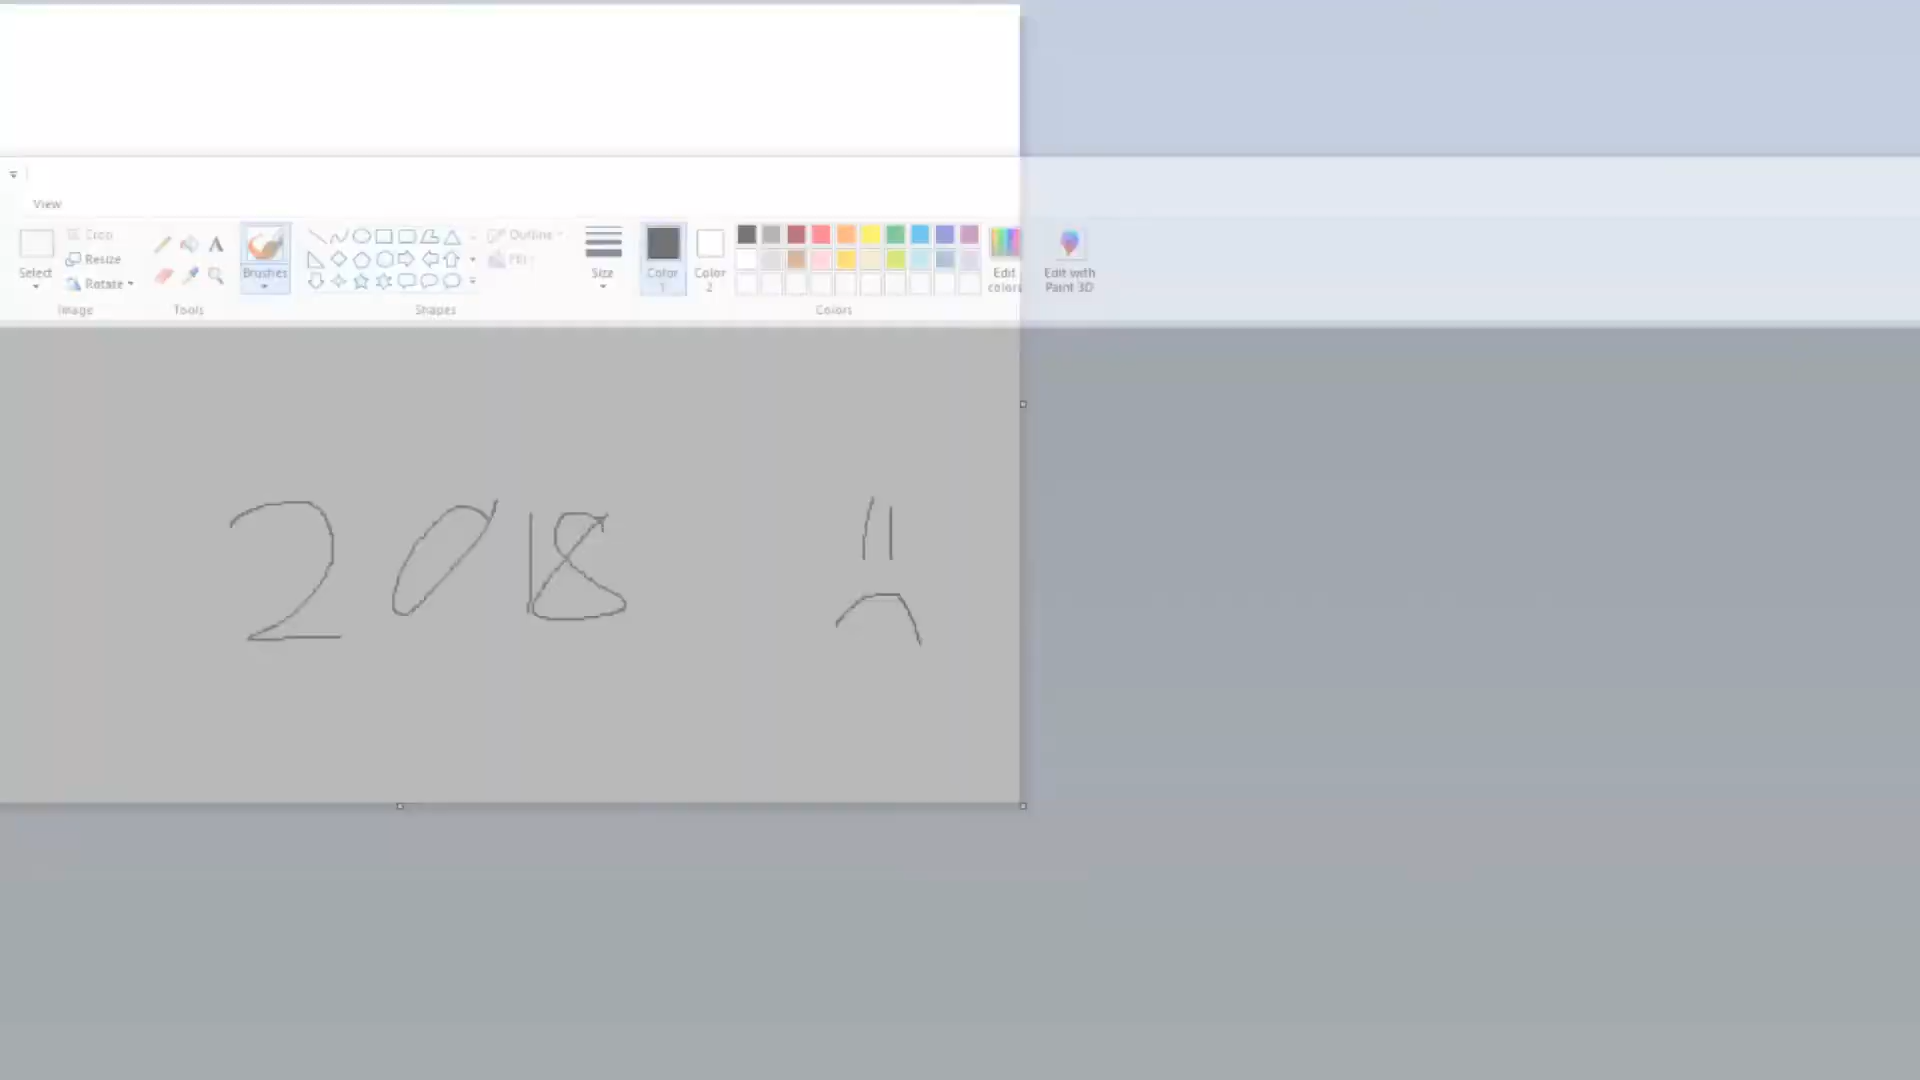 View
Select
Crop
Resize
Rotate
Image
Tools
Brushes
Shapes
Outline
Fill
Size
Color 1
Color 2
Colors
Edit colors
Edit with Paint 3D
2018